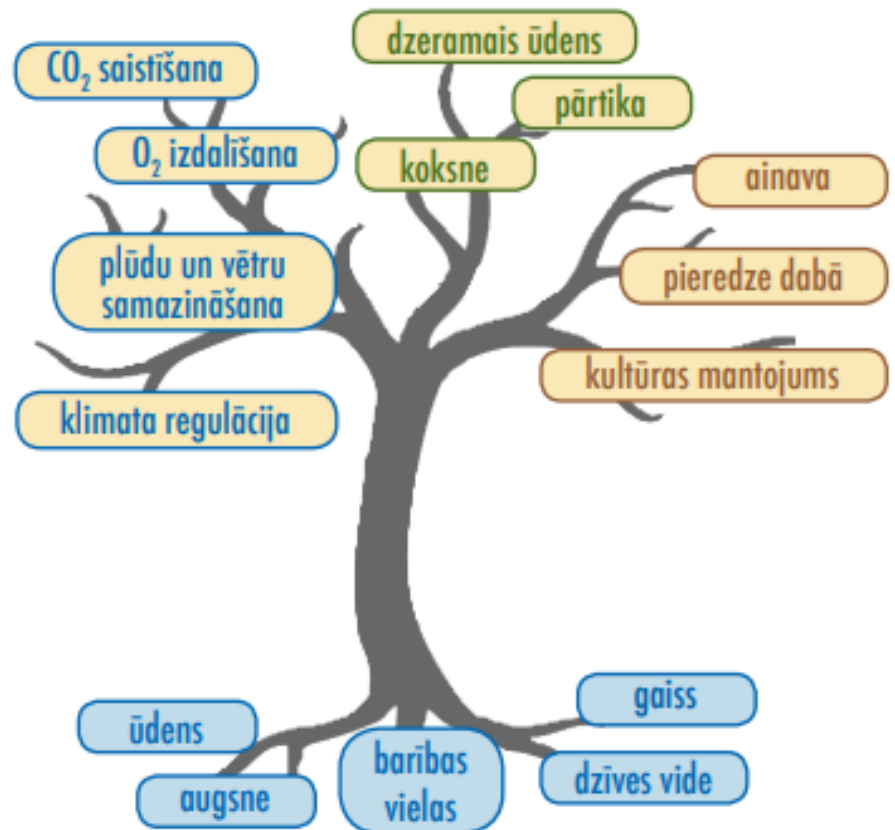 dzeramais ūdens
CO₂ saistīšana
pārtika
O₂ izdalīšana
koksne
ainava
plūdu un vētru
samazināšana
pieredze dabā
kultūras mantojums
klimata regulācija
gaiss
ūdens
barības
vielas
dzīves vide
augsne